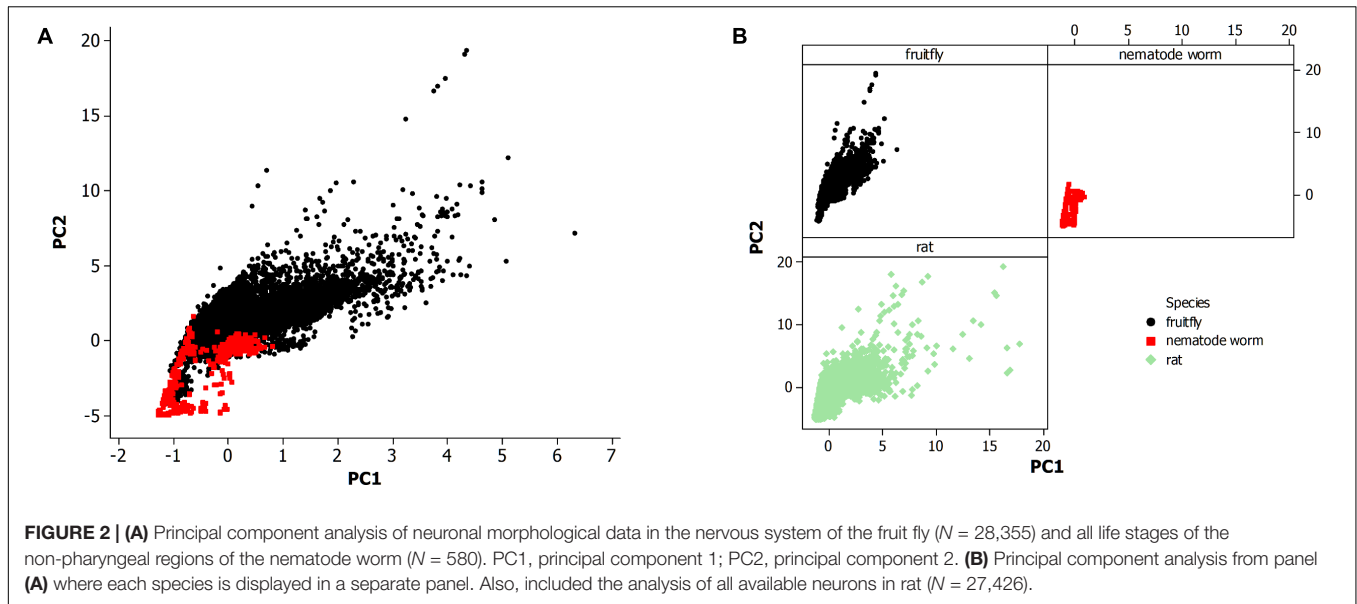 A
20
15
10
5
0
-5
PC2
-2
-1
0
1
2
3
4
5
6
7
PC1
B
0
5
10
15
20
fruitfly
nematode worm
20
10
0
rat
20
10
0
PC2
0
5
10
15
20
PC1
Species
fruitfly
nematode worm
rat
FIGURE 2 | (A) Principal component analysis of neuronal morphological data in the nervous system of the fruit fly (N = 28,355) and all life stages of the
non-pharyngeal regions of the nematode worm (N = 580). PC1, principal component 1; PC2, principal component 2. (B) Principal component analysis from panel
(A) where each species is displayed in a separate panel. Also, included the analysis of all available neurons in rat (N = 27,426).